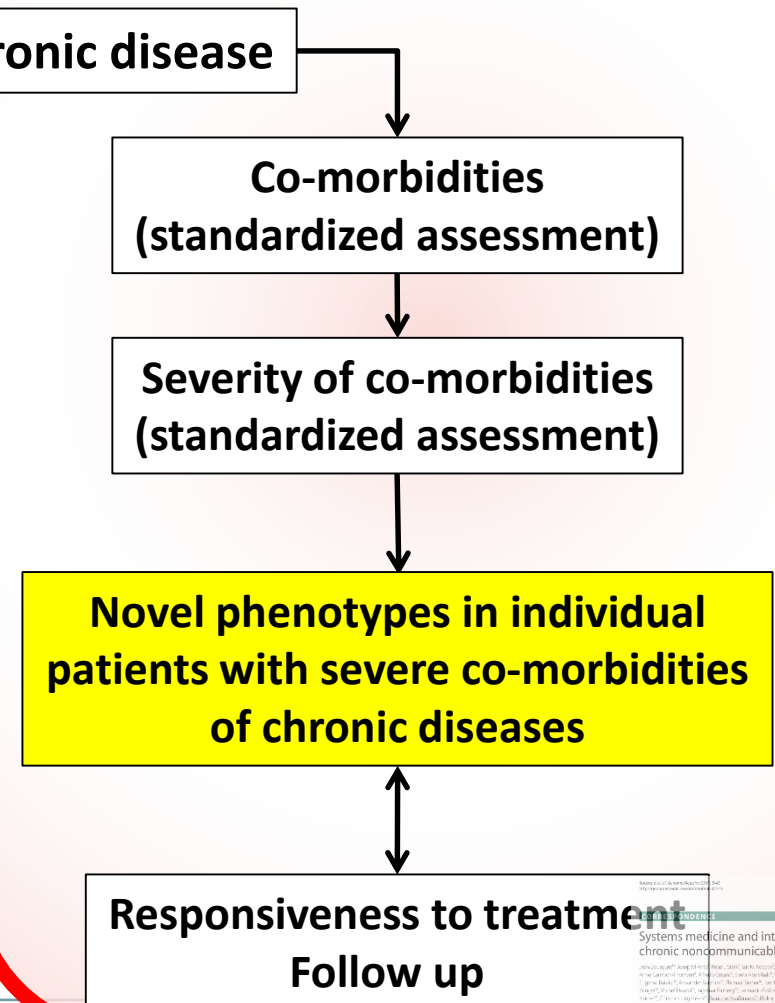 ronic disease
Co-morbidities
(standardized assessment)
Severity of co-morbidities
(standardized assessment)
Novel phenotypes in individual
patients with severe co-morbidities
of chronic diseases
Responsiveness to treatment
Follow up
CORRESPONDENCE
Systems medicine and int
chronic noncommunicabl